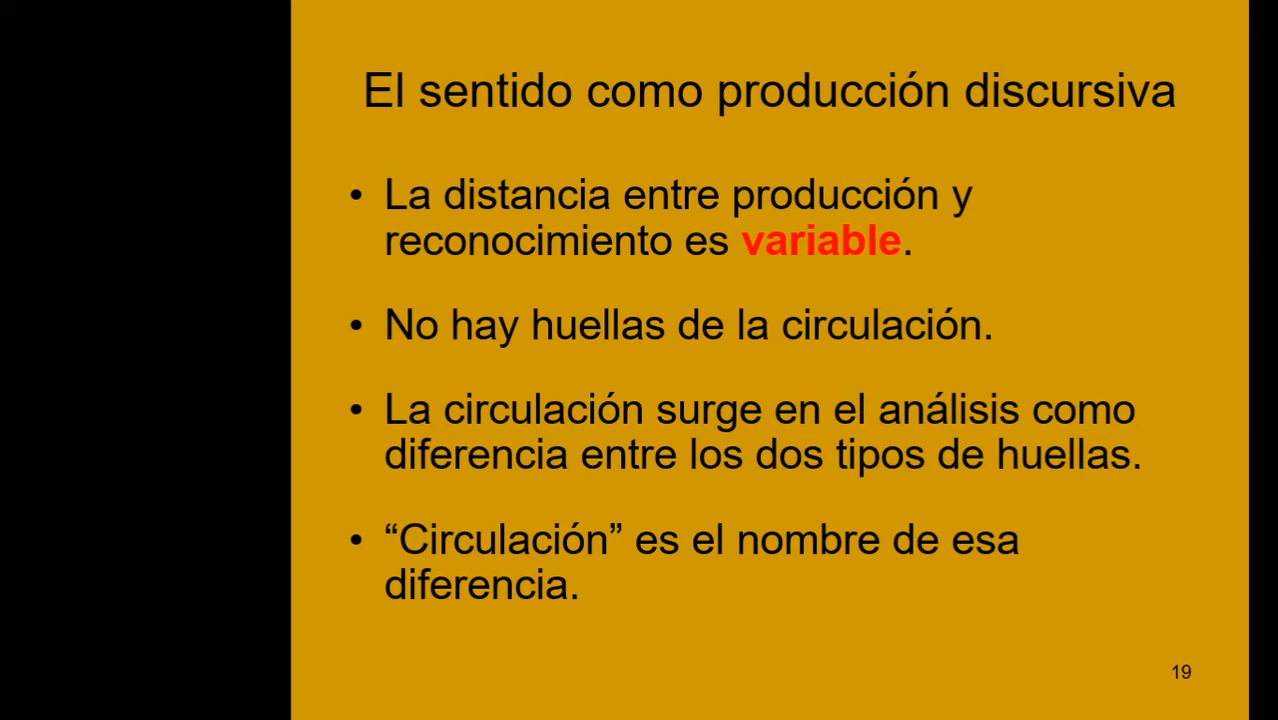 El sentido como producción discursiva
• La distancia entre producción y
reconocimiento es variable.
• No hay huellas de la circulación.
• La circulación surge en el análisis como
diferencia entre los dos tipos de huellas.
• “Circulación” es el nombre de esa
diferencia.
19